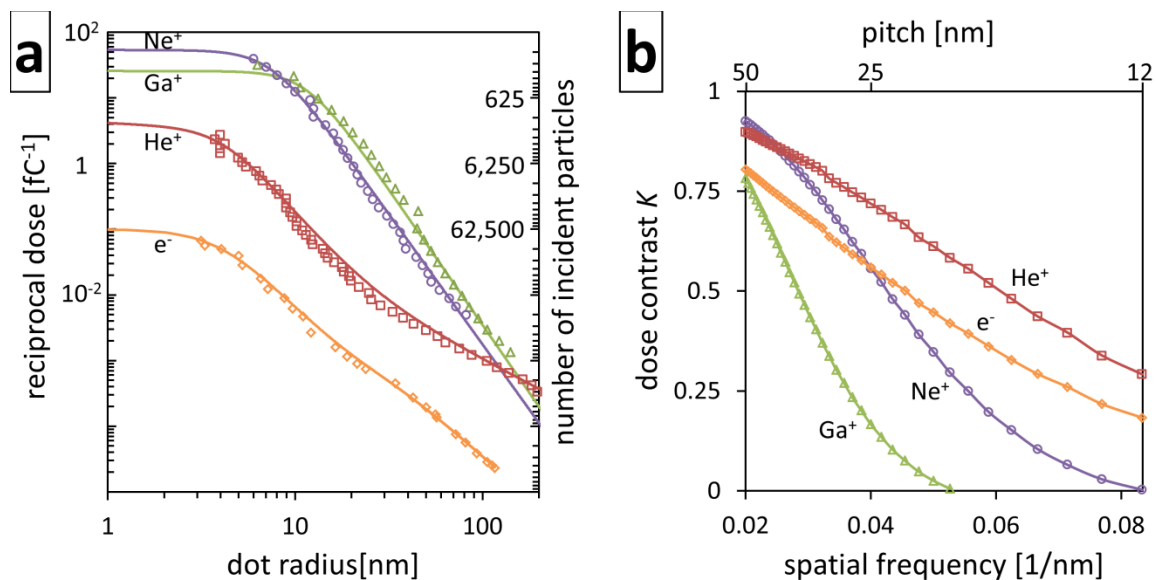 a
10²
1
10⁻²
reciprocal dose [fC⁻¹]
Ne⁺
Ga⁺
He⁺
e⁻
625
6,250
62,500
number of incident particles
1
10
100
dot radius[nm]
b
pitch [nm]
50
25
12
1
0.75
0.5
0.25
0
dose contrast K
He⁺
e⁻
Ne⁺
Ga⁺
0.02
0.04
0.06
0.08
spatial frequency [1/nm]